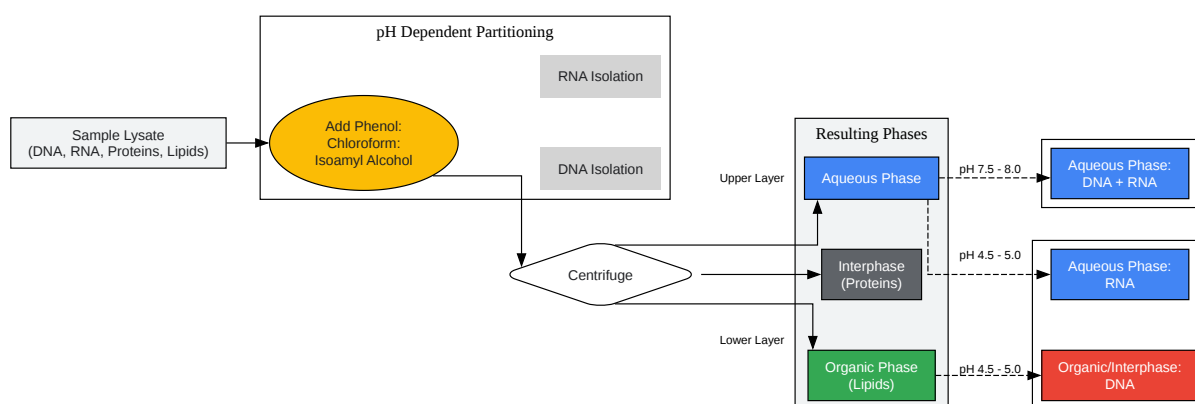 pH Dependent Partitioning
RNA Isolation
Sample Lysate
(DNA, RNA, Proteins, Lipids)
Add Phenol:
Chloroform:
Isoamyl Alcohol
DNA Isolation
Centrifuge
Resulting Phases
Upper Layer
Aqueous Phase
Interphase
(Proteins)
Lower Layer
Organic Phase
(Lipids)
pH 7.5 - 8.0
Aqueous Phase:
DNA + RNA
pH 4.5 - 5.0
Aqueous Phase:
RNA
pH 4.5 - 5.0
Organic/Interphase:
DNA